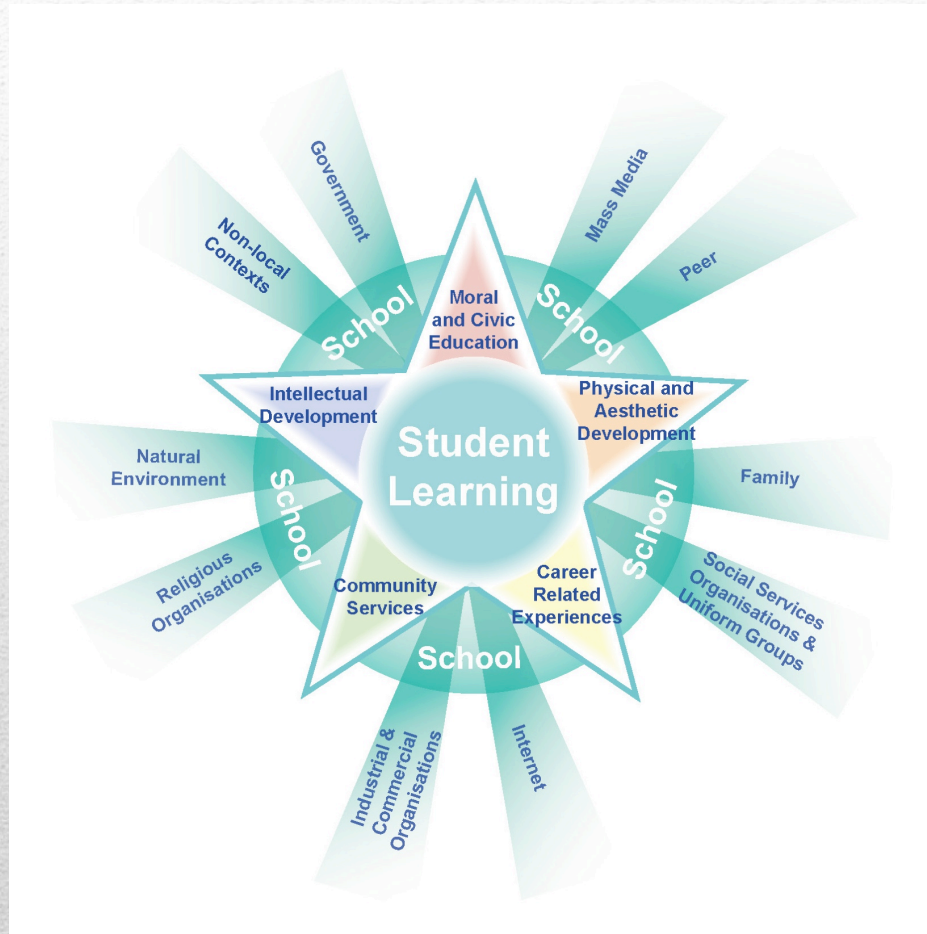 Government
Mass Media
Non-local
Contexts
Peer
School
School
Moral
and Civic
Education
Intellectual
Development
Physical and
Aesthetic
Development
Student
Learning
Natural
Environment
Family
School
School
Religious
Organisations
Social Services
Organisations &
Uniform Groups
Community
Services
Career
Related
Experiences
School
Industrial &
Commercial
Organisations
Internet